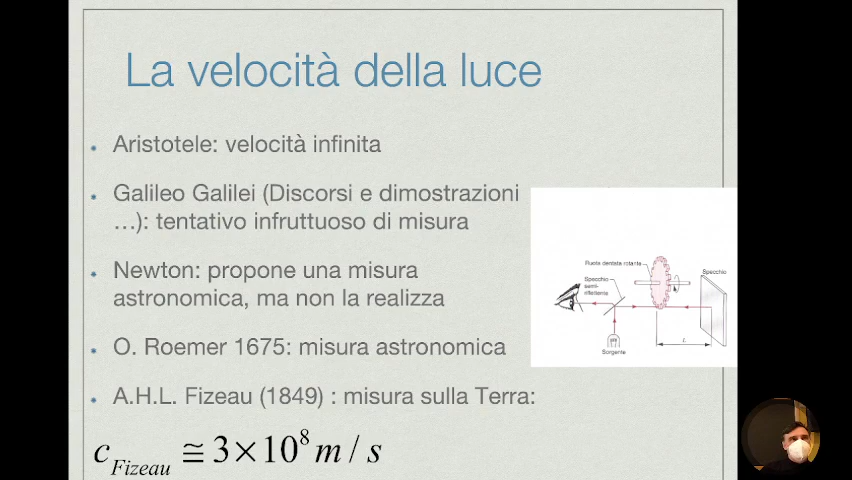 La velocità della luce
Aristotele: velocità infinita
Galileo Galilei (Discorsi e dimostrazioni
…): tentativo infruttuoso di misura
Newton: propone una misura
astronomica, ma non la realizza
O. Roemer 1675: misura astronomica
A.H.L. Fizeau (1849) : misura sulla Terra:
c_Fizeau ≅ 3×10⁸ m / s
Ruota dentata rotante
Specchio
semi-
riflettente
Specchio
L
Sorgente